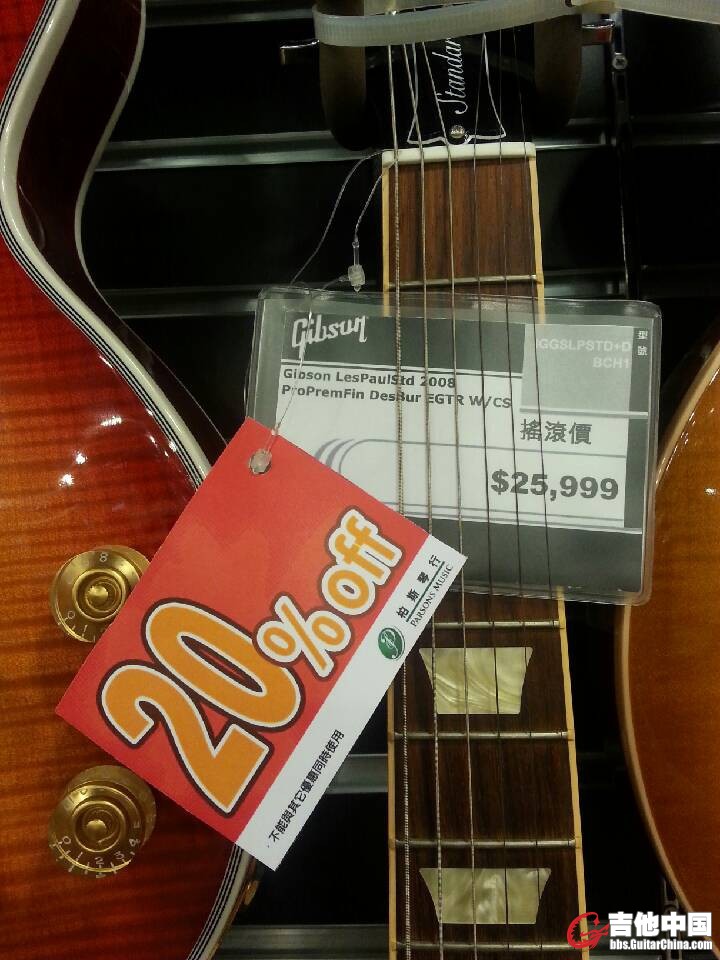 Standar
Gibson
GGSLPSTD+D
BCH1
型號
Gibson LesPaulStd 2008
ProPremFin DesBur EGTR W/CS
搖滾價
$25,999
20% off
柏斯琴行
PARSONS MUSIC
不能與其它優惠同時使用
吉他中国
bbs.GuitarChina.com